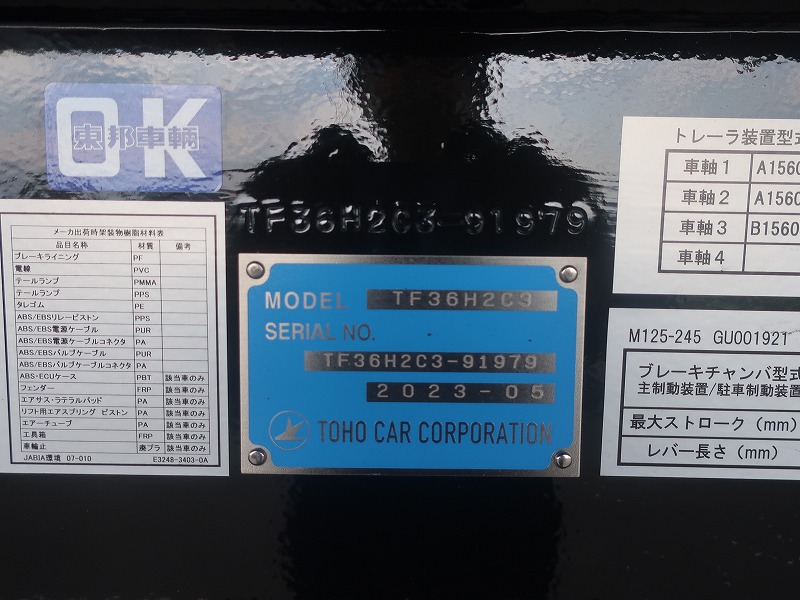 OK
東邦車輛
メーカ出荷時架装物樹脂材料表
品目名称 材質 備考
ブレーキライニング PF
電線 PVC
テールランプ PMMA
テールランプ PPS
タレゴム PE
ABS/EBSリレーピストン PPS
ABS/EBS電源ケーブル PUR
ABS/EBS電源ケーブルコネクタ PA
ABS/EBSバルブケーブル PUR
ABS/EBSバルブケーブルコネクタ PA
ABS・ECUケース PBT 該当車のみ
フェンダー FRP 該当車のみ
エアサス・ラテラルパッド PA 該当車のみ
リフト用エアスプリング ピストン PA 該当車のみ
エアーチューブ PA 該当車のみ
工具箱 FRP 該当車のみ
車輪止 廃プラ 該当車のみ
JABIA環境 07-010 E3248-3403-0A
TF36H2C3-91979
MODEL TF36H2C3
SERIAL NO.
TF36H2C3-91979
2023-05
TOHO CAR CORPORATION
トレーラ装置型式
車軸1 A1560
車軸2 A1560
車軸3 B1560
車軸4
M125-245 GU001921
ブレーキチャンバ型式
主制動装置/駐車制動装置
最大ストローク(mm)
レバー長さ(mm)